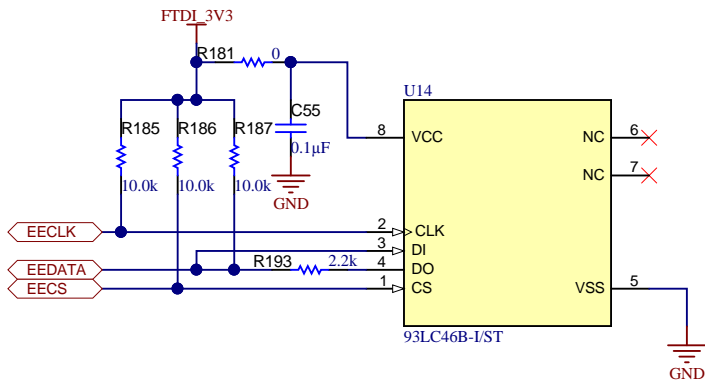 FTDI_3V3
R181 0
U14
C55
0.1µF
GND
R185 R186 R187
10.0k 10.0k 10.0k
8 VCC
NC 6
NC 7
EECLK
2 CLK
3 DI
EEDATA
R193 2.2k
4 DO
EECS
1 CS
VSS 5
93LC46B-I/ST
GND